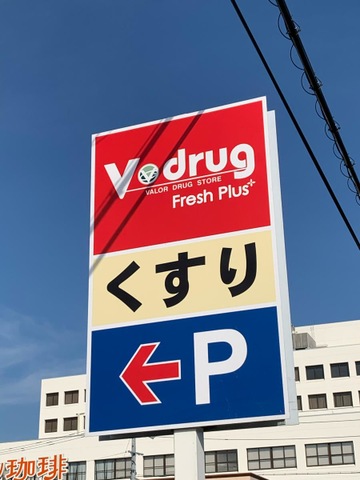 V drug
VALOR DRUG STORE
Fresh Plus+
くすり
P
珈琲